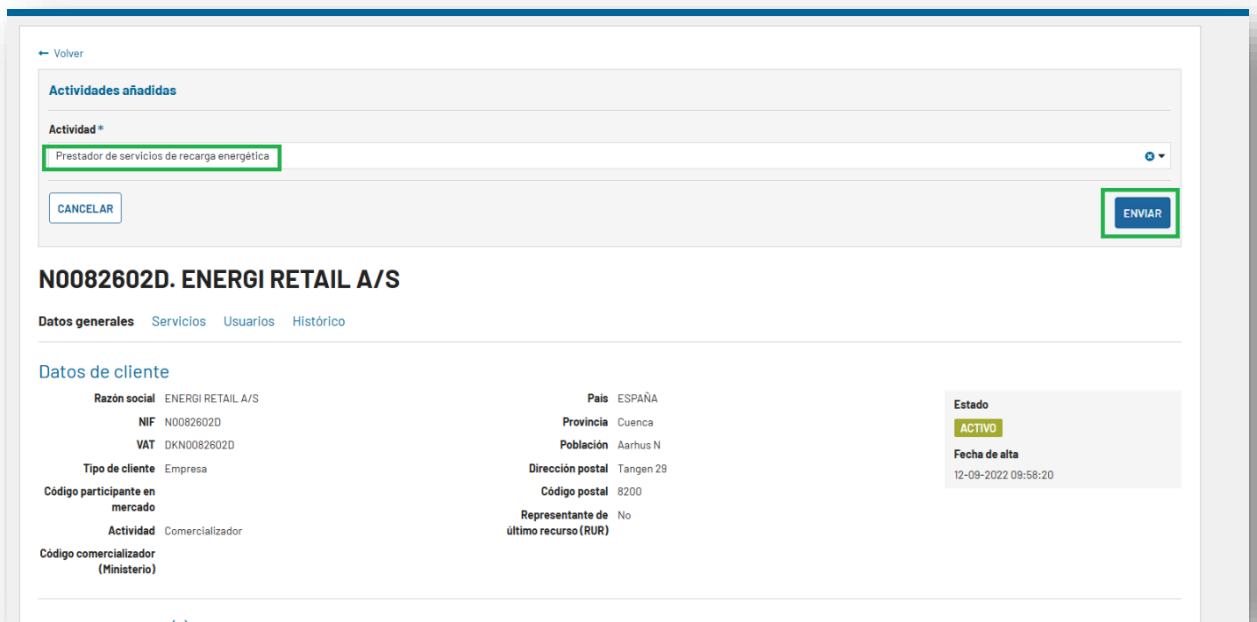 ← Volver
Actividades añadidas
Actividad *
Prestador de servicios de recarga energética
CANCELAR
ENVIAR
N0082602D. ENERGI RETAIL A/S
Datos generales Servicios Usuarios Histórico
Datos de cliente
Razón social ENERGI RETAIL A/S
NIF N0082602D
VAT DKN0082602D
Tipo de cliente Empresa
Código participante en
mercado
Actividad Comercializador
Código comercializador
(Ministerio)
País ESPAÑA
Provincia Cuenca
Población Aarhus N
Dirección postal Tangen 29
Código postal 8200
Representante de No
último recurso (RUR)
Estado
ACTIVO
Fecha de alta
12-09-2022 09:58:20